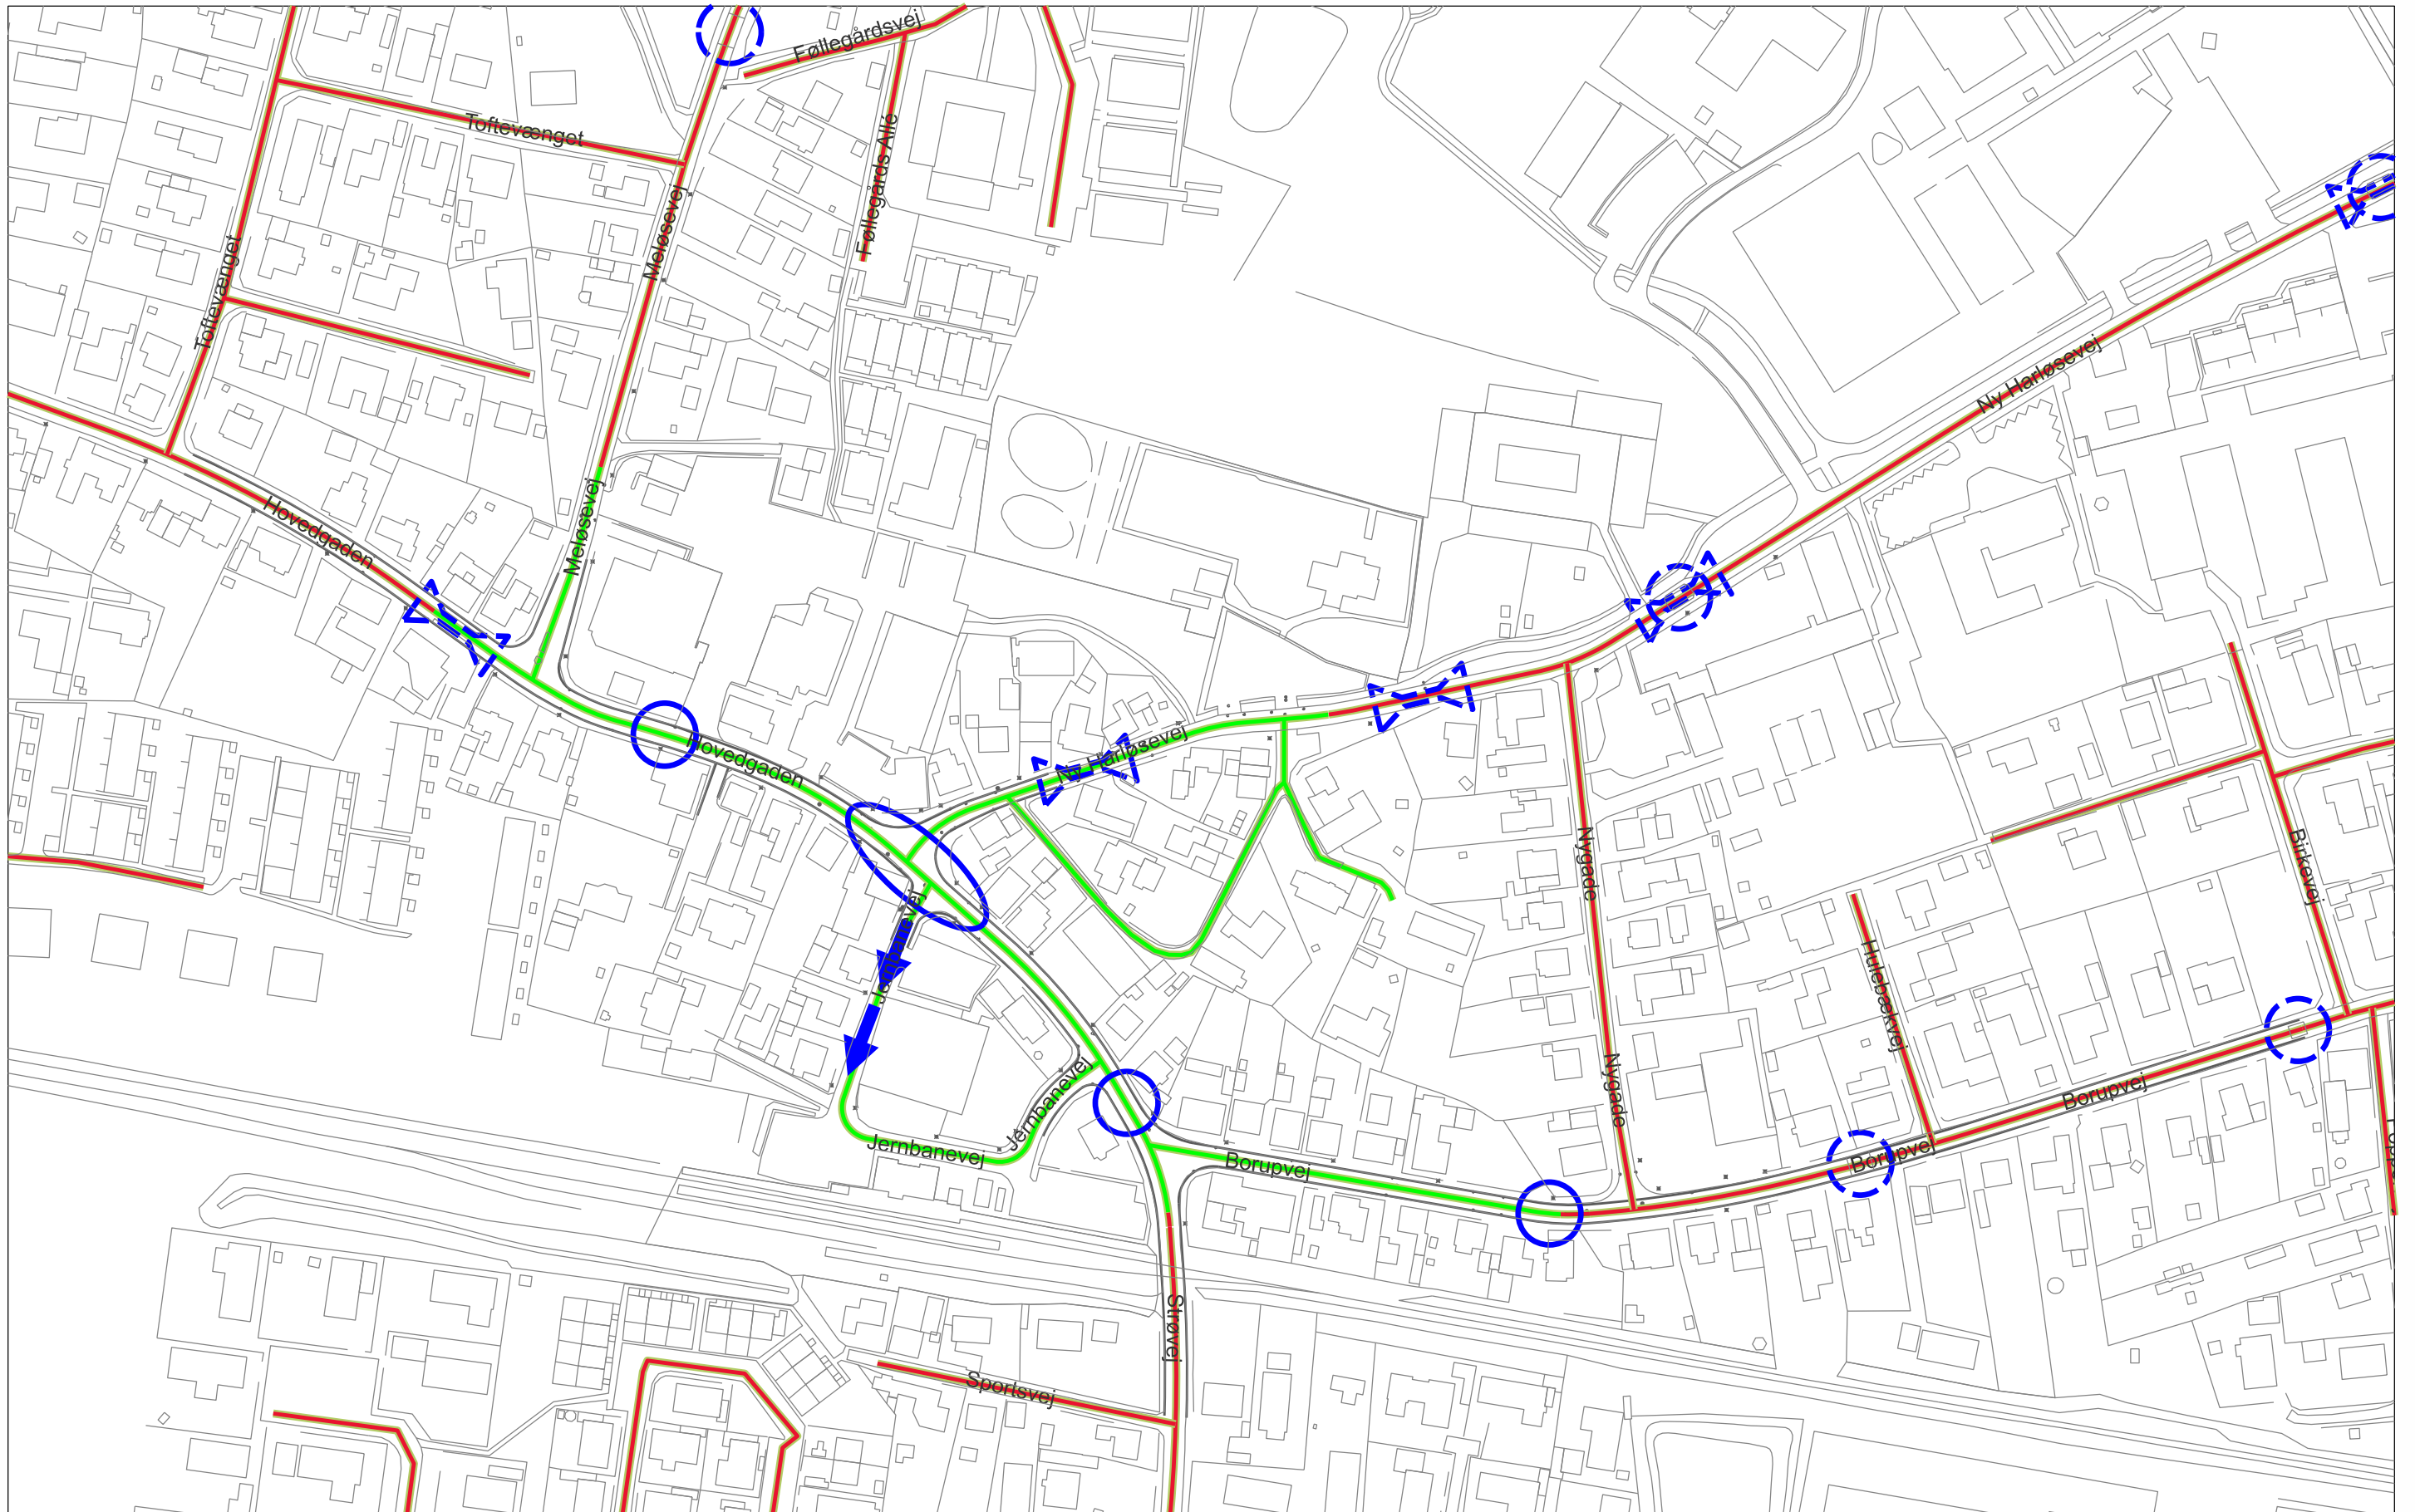 Føllegårdsvej
Toftevænget
Føllegårds Allé
Meløsevej
Toftevænget
Ny Harløsevej
Meløsevej
Hovedgaden
Hovedgaden
Ny Harløsevej
Nygade
Birkevej
Jernbanevej
Hulebækvej
Nygade
Jernbanevej
Borupvej
Jernbanevej
Borupvej
Borupvej
Strøvej
Sportsvej